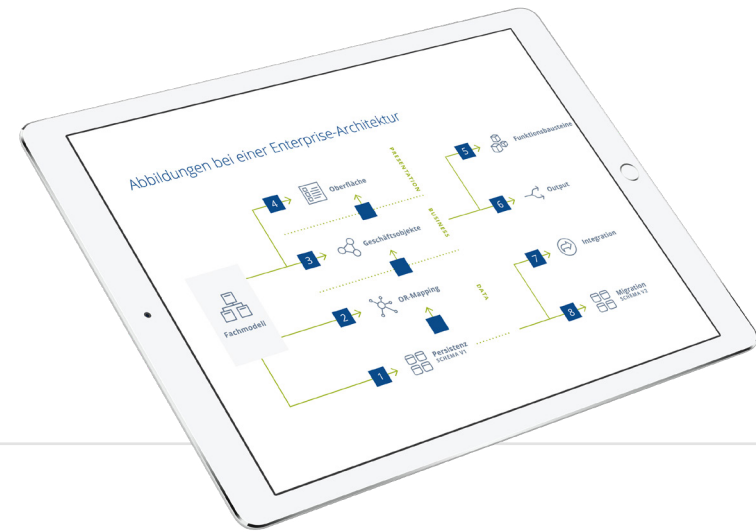 Abbildungen bei einer Enterprise-Architektur
4
Oberfläche
PRESENTATION
5
Funktionsbausteine
3
Geschäftsobjekte
BUSINESS
6
Output
Fachmodell
2
OR-Mapping
DATA
7
Integration
1
Persistenz
SCHEMA V1
8
Migration
SCHEMA V2